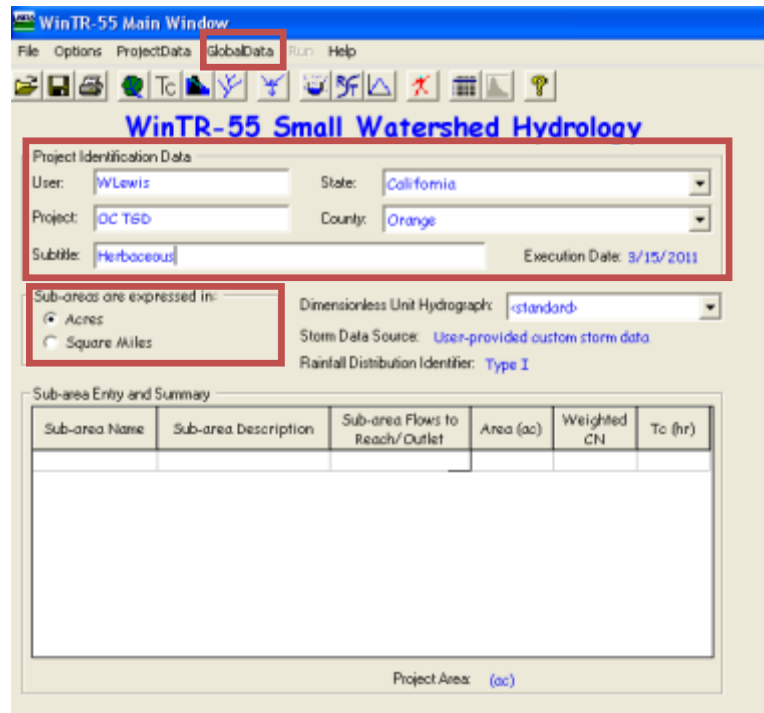 WinTR-55 Main Window
File Options ProjectData GlobalData Run Help
Tc
WinTR-55 Small Watershed Hydrology
Project Identification Data
User: WLewis State: California
Project: OC TGD County: Orange
Subtitle: Herbaceous Execution Date: 3/15/2011
Sub-areas are expressed in:
Acres
Square Miles
Dimensionless Unit Hydrograph: <standard>
Storm Data Source: User-provided custom storm data
Rainfall Distribution Identifier: Type I
Sub-area Entry and Summary
Sub-area Name Sub-area Description Sub-area Flows to Reach/Outlet Area (ac) Weighted CN Tc (hr)
Project Area: (ac)